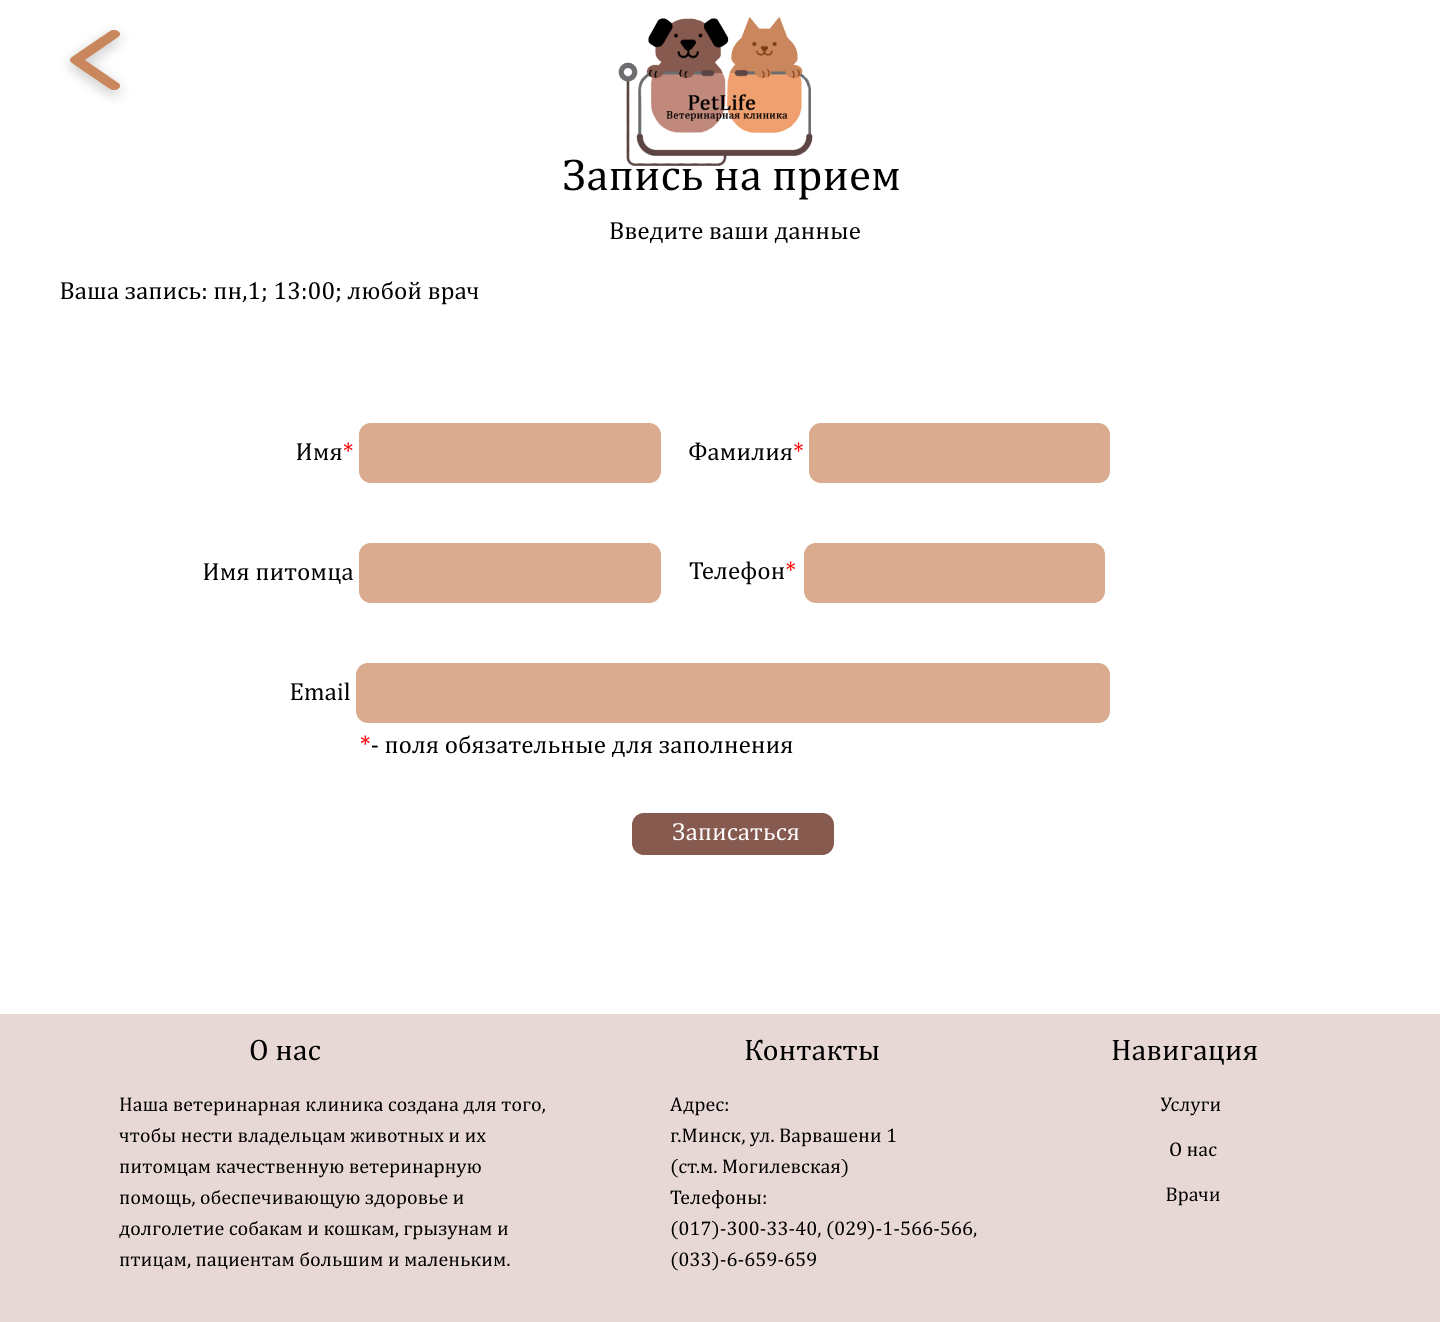 PetLife
Ветеринарная клиника
Запись на прием
Введите ваши данные
Ваша запись: пн,1; 13:00; любой врач
Имя*
Фамилия*
Имя питомца
Телефон*
Email
*- поля обязательные для заполнения
Записаться
О нас
Наша ветеринарная клиника создана для того,
чтобы нести владельцам животных и их
питомцам качественную ветеринарную
помощь, обеспечивающую здоровье и
долголетие собакам и кошкам, грызунам и
птицам, пациентам большим и маленьким.
Контакты
Адрес:
г.Минск, ул. Варвашени 1
(ст.м. Могилевская)
Телефоны:
(017)-300-33-40, (029)-1-566-566,
(033)-6-659-659
Навигация
Услуги
О нас
Врачи